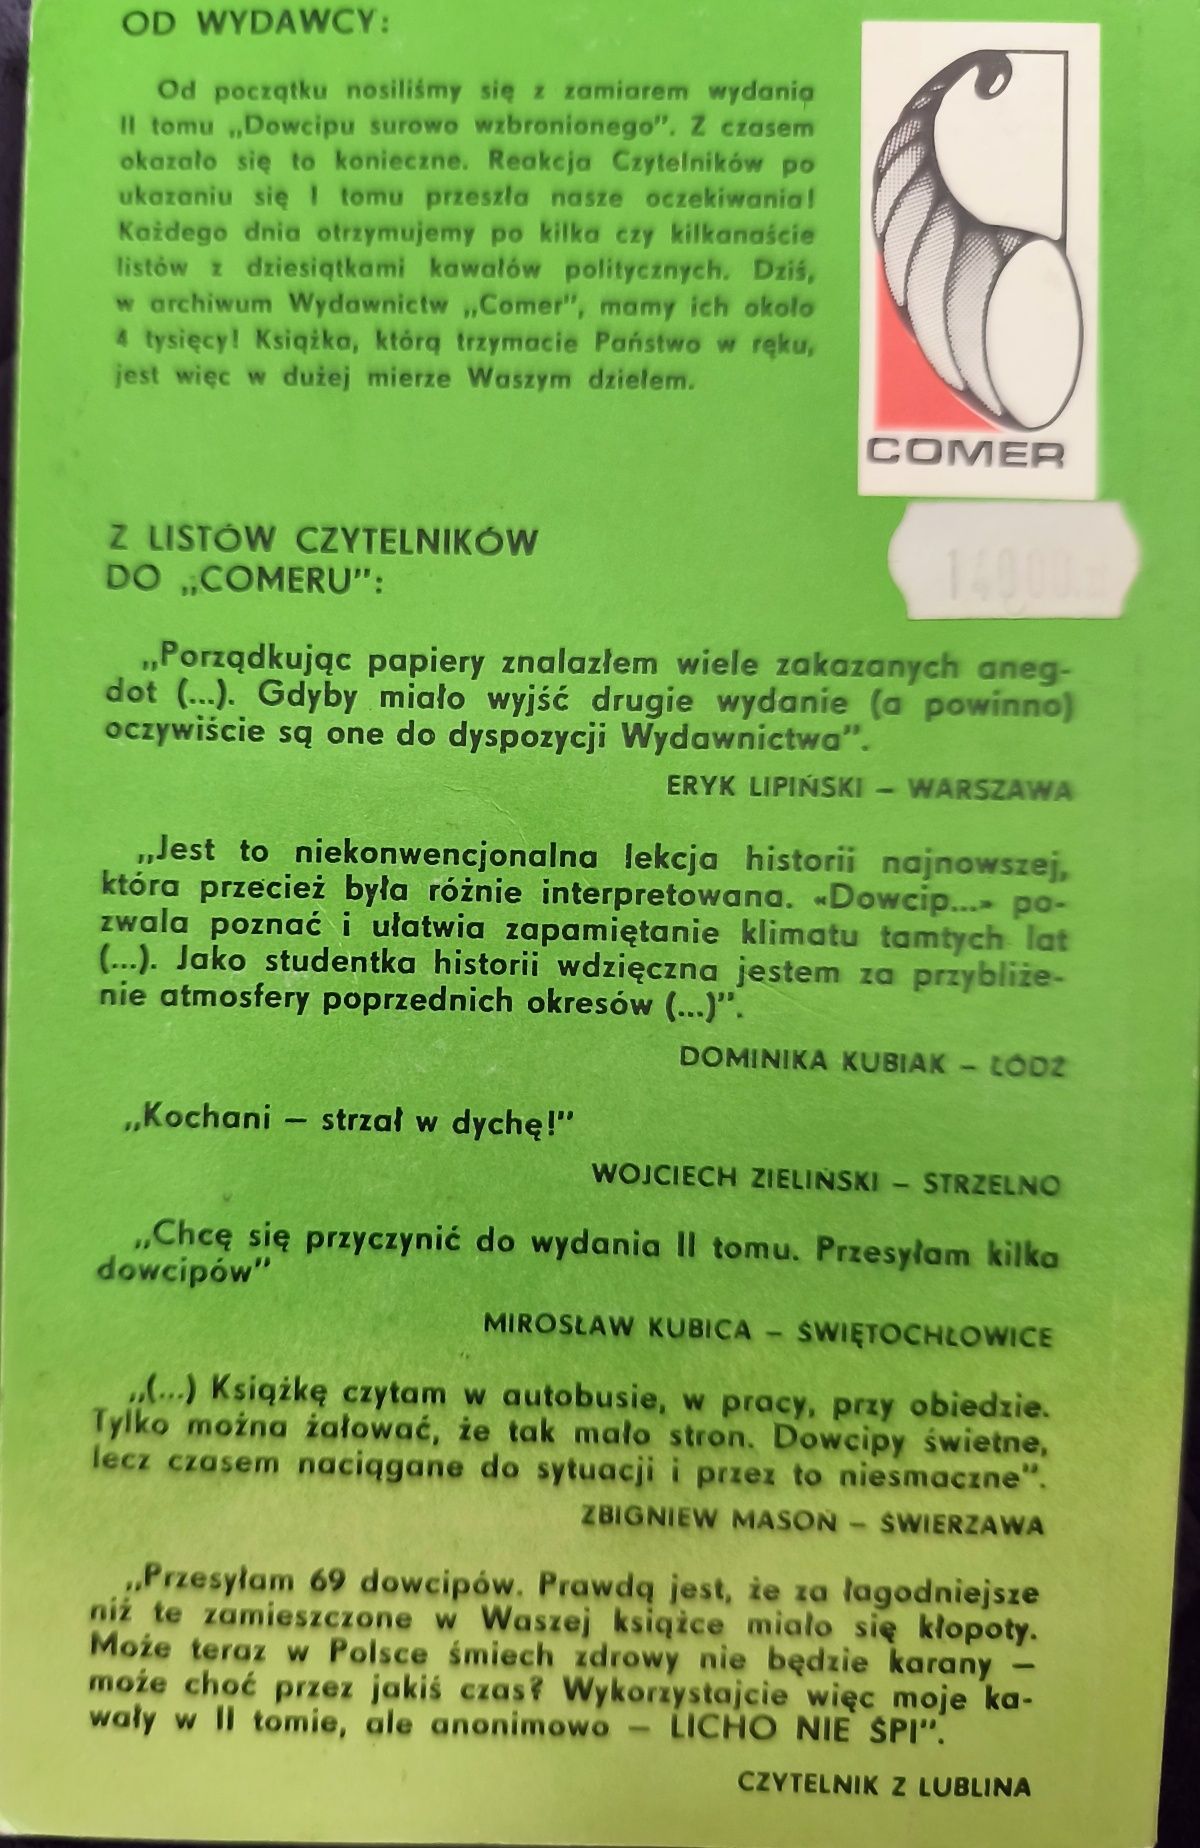 OD WYDAWCY:
Od początku nosiliśmy się z zamiarem wydania
II tomu „Dowcipu surowo wzbronionego”. Z czasem
okazało się to konieczne. Reakcja Czytelników po
ukazaniu się I tomu przeszła nasze oczekiwania!
Każdego dnia otrzymujemy po kilka czy kilkanaście
listów z dziesiątkami kawałów politycznych. Dziś,
w archiwum Wydawnictw „Comer”, mamy ich około
4 tysięcy! Książka, którą trzymacie Państwo w ręku,
jest więc w dużej mierze Waszym dziełem.
COMER
Z LISTÓW CZYTELNIKÓW
DO „COMERU”:
„Porządkując papiery znalazłem wiele zakazanych aneg-
dot (...). Gdyby miało wyjść drugie wydanie (a powinno)
oczywiście są one do dyspozycji Wydawnictwa”.
ERYK LIPIŃSKI – WARSZAWA
„Jest to niekonwencjonalna lekcja historii najnowszej,
która przecież była różnie interpretowana. «Dowcip...» po-
zwala poznać i ułatwia zapamiętanie klimatu tamtych lat
(...). Jako studentka historii wdzięczna jestem za przybliże-
nie atmosfery poprzednich okresów (...)”.
DOMINIKA KUBIAK – ŁÓDŹ
„Kochani – strzał w dychę!”
WOJCIECH ZIELIŃSKI – STRZELNO
„Chcę się przyczynić do wydania II tomu. Przesyłam kilka
dowcipów”
MIROSŁAW KUBICA – ŚWIĘTOCHŁOWICE
„(...) Książkę czytam w autobusie, w pracy, przy obiedzie.
Tylko można żałować, że tak mało stron. Dowcipy świetne,
lecz czasem naciągane do sytuacji i przez to niesmaczne”.
ZBIGNIEW MASOŃ – ŚWIERZAWA
„Przesyłam 69 dowcipów. Prawdą jest, że za łagodniejsze
niż te zamieszczone w Waszej książce miało się kłopoty.
Może teraz w Polsce śmiech zdrowy nie będzie karany –
może choć przez jakiś czas? Wykorzystajcie więc moje ka-
wały w II tomie, ale anonimowo – LICHO NIE ŚPI”.
CZYTELNIK Z LUBLINA